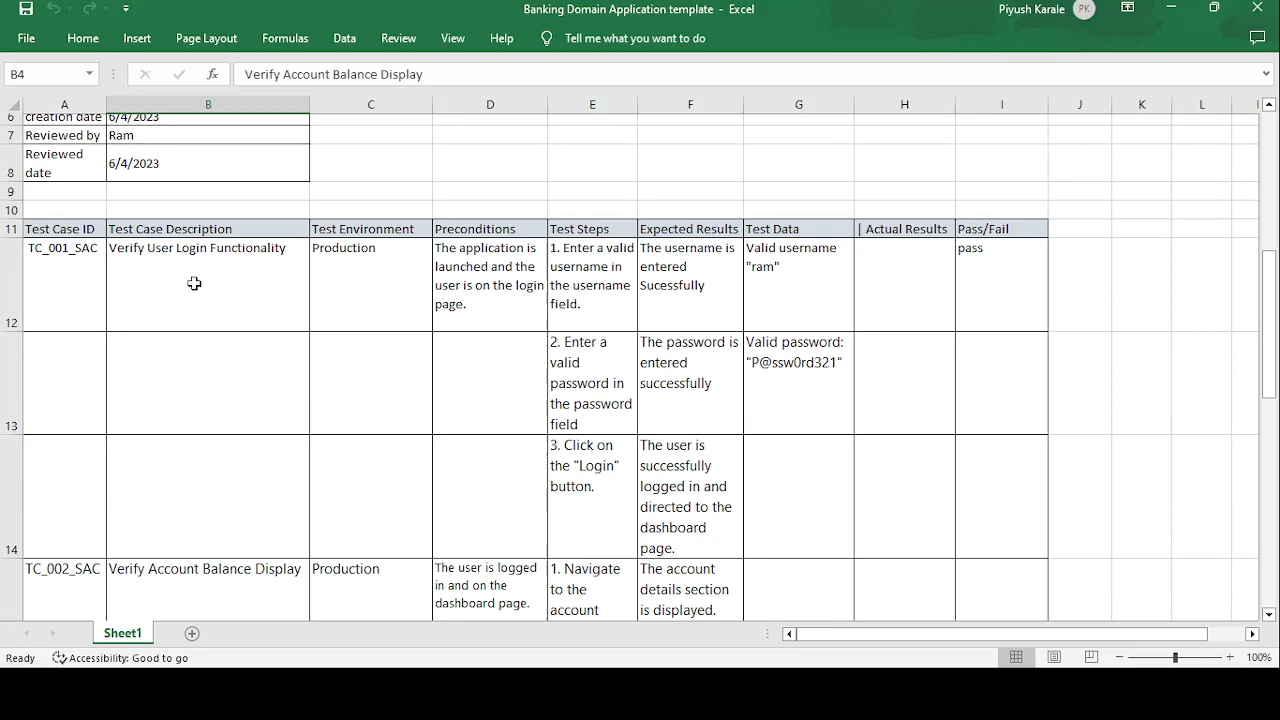 Banking Domain Application template - Excel
Piyush Karale PK
File Home Insert Page Layout Formulas Data Review View Help Tell me what you want to do
B4 fx Verify Account Balance Display
A B C D E F G H I J K L
6 creation date 6/4/2023
7 Reviewed by Ram
8 Reviewed date 6/4/2023
9
10
11 Test Case ID Test Case Description Test Environment Preconditions Test Steps Expected Results Test Data | Actual Results Pass/Fail
12 TC_001_SAC Verify User Login Functionality Production
The application is
launched and the
user is on the login
page.
1. Enter a valid
username in
the username
field.
The username is
entered
Sucessfully
Valid username
"ram"
pass
13
2. Enter a
valid
password in
the password
field
The password is
entered
successfully
Valid password:
"P@ssw0rd321"
14
3. Click on
the "Login"
button.
The user is
successfully
logged in and
directed to the
dashboard
page.
TC_002_SAC Verify Account Balance Display Production
The user is logged
in and on the
dashboard page.
1. Navigate
to the
account
The account
details section
is displayed.
Sheet1
Ready Accessibility: Good to go 100%